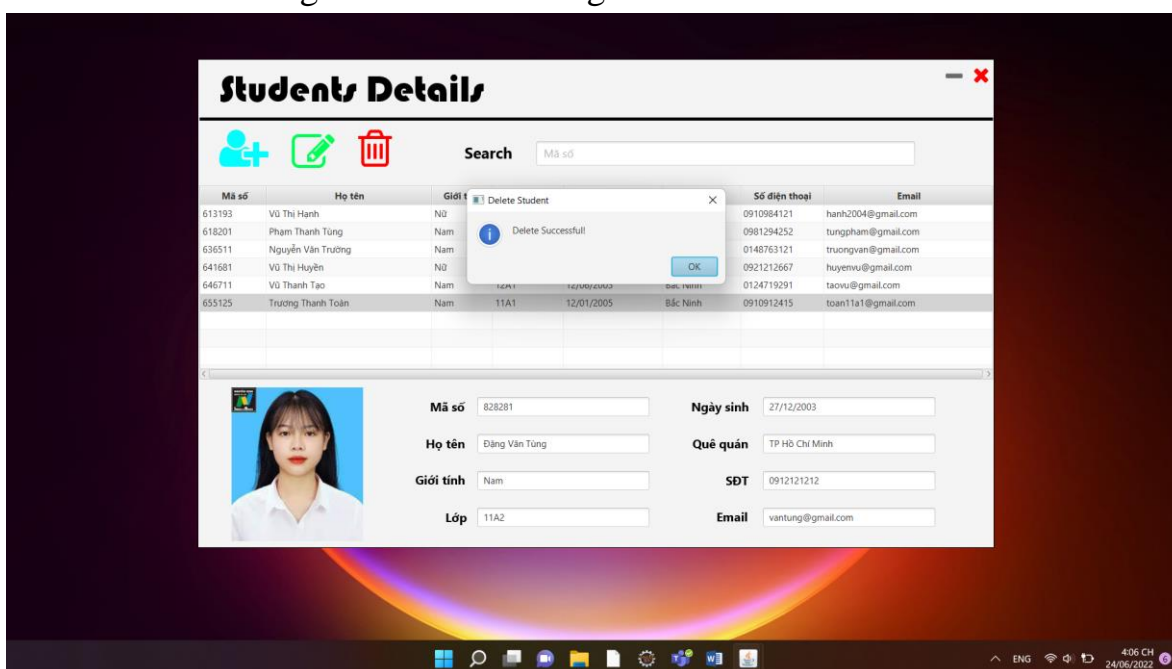 Students Details
Search Mã số
Mã số Họ tên Giới t Số điện thoại Email
Delete Student
Delete Successful!
OK
613193 Vũ Thị Hạnh Nữ 0910984121 hanh2004@gmail.com
618201 Phạm Thanh Tùng Nam 0981294252 tungpham@gmail.com
636511 Nguyễn Văn Trường Nam 0148763121 truongvan@gmail.com
641681 Vũ Thị Huyền Nữ 0921212667 huyenvu@gmail.com
646711 Vũ Thanh Tạo Nam 12A1 12/06/2003 Bắc Ninh 0124719291 taovu@gmail.com
655125 Trương Thanh Toàn Nam 11A1 12/01/2005 Bắc Ninh 0910912415 toan11a1@gmail.com
Mã số 828281 Ngày sinh 27/12/2003
Họ tên Đặng Văn Tùng Quê quán TP Hồ Chí Minh
Giới tính Nam SĐT 0912121212
Lớp 11A2 Email vantung@gmail.com
ENG 4:06 CH
24/06/2022